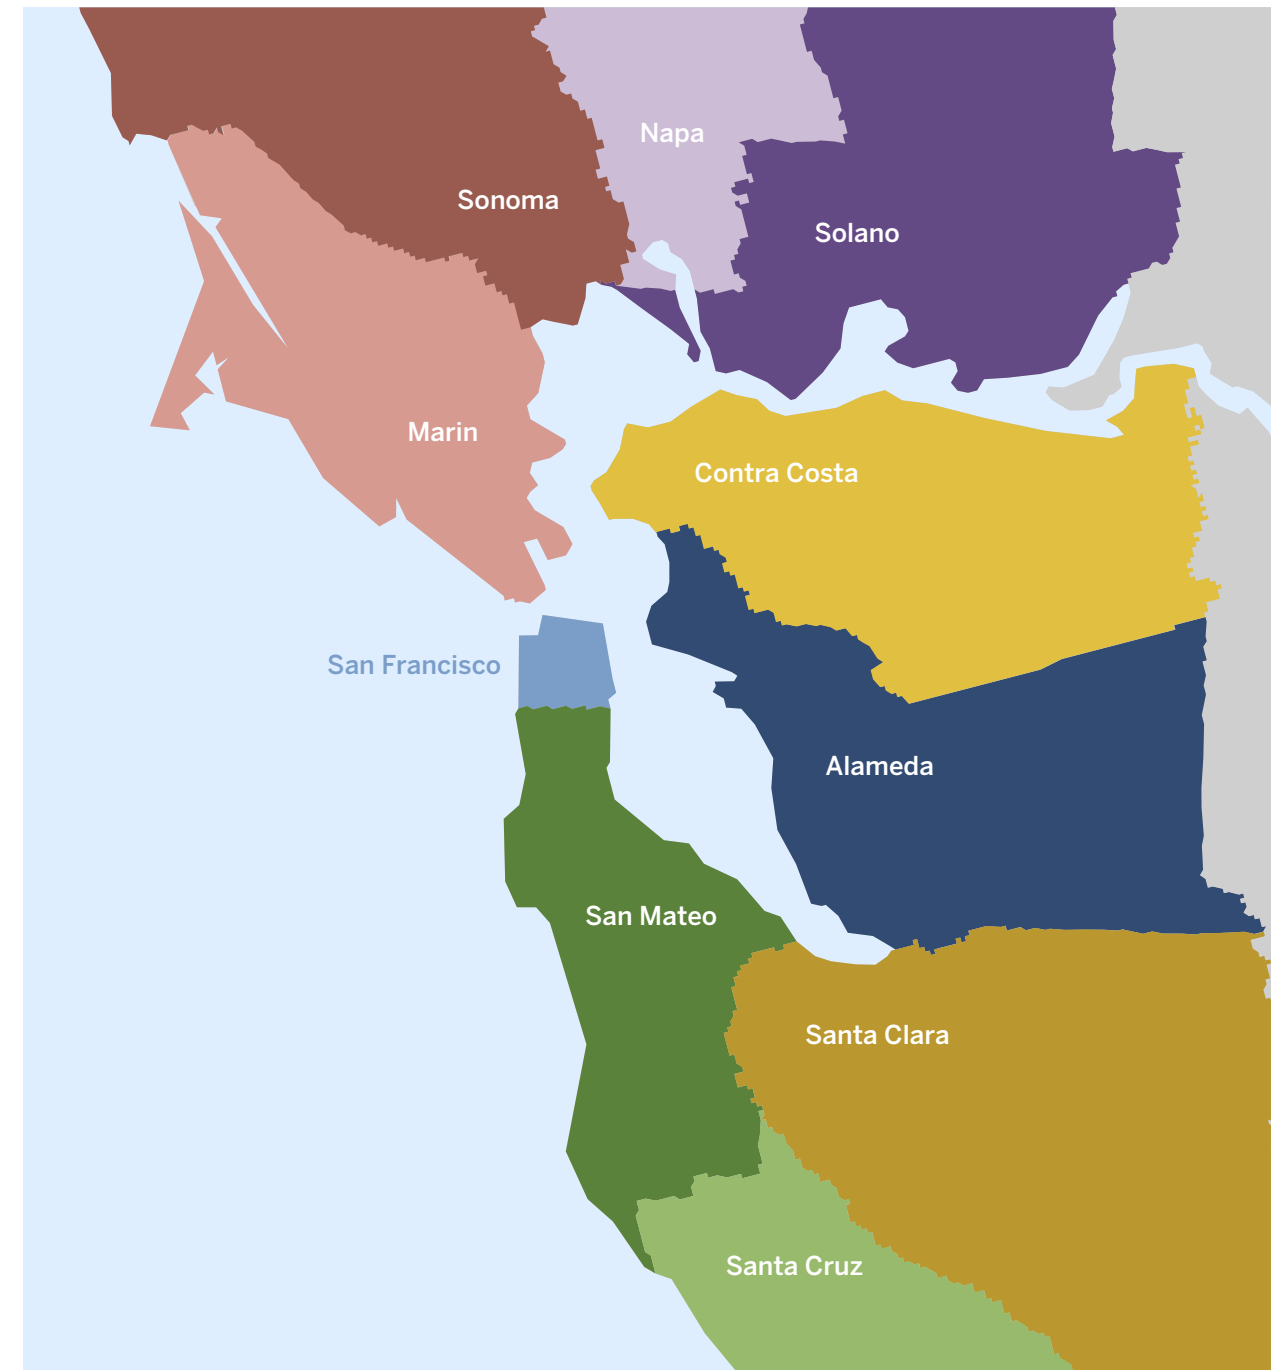 Napa
Sonoma
Solano
Marin
Contra Costa
San Francisco
Alameda
San Mateo
Santa Clara
Santa Cruz